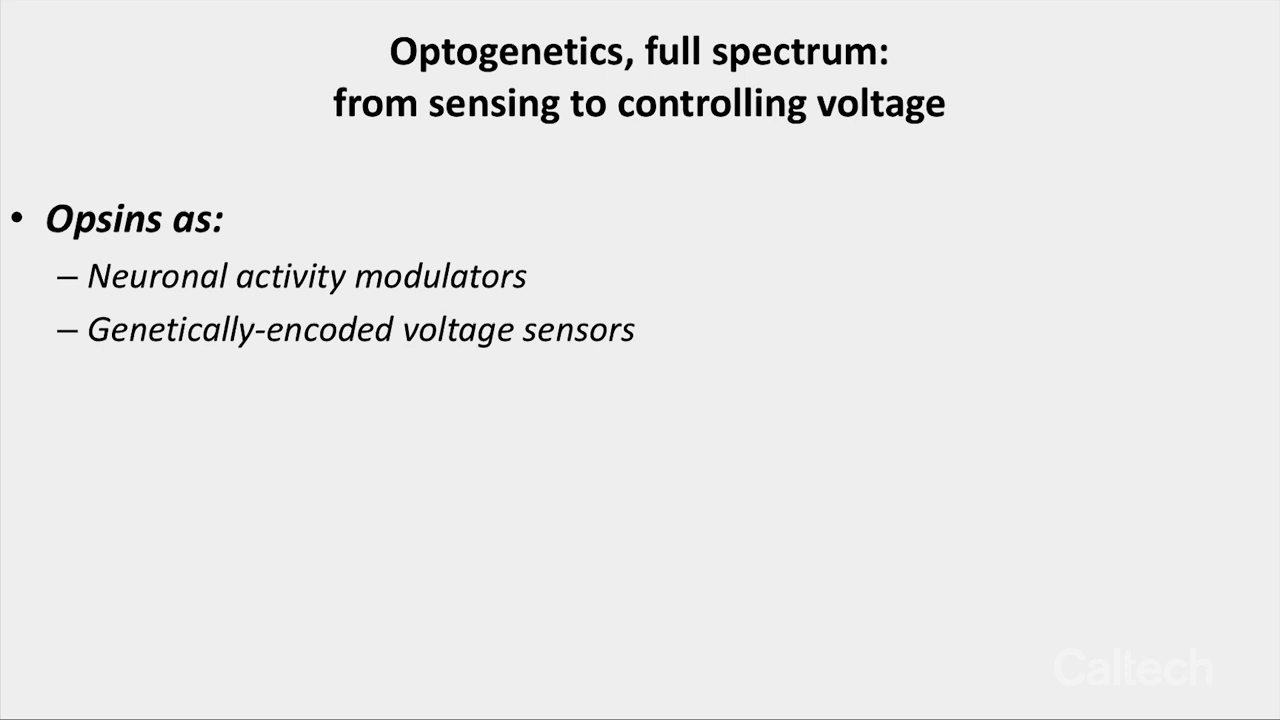 Optogenetics, full spectrum:
from sensing to controlling voltage
• Opsins as:
– Neuronal activity modulators
– Genetically-encoded voltage sensors
Caltech